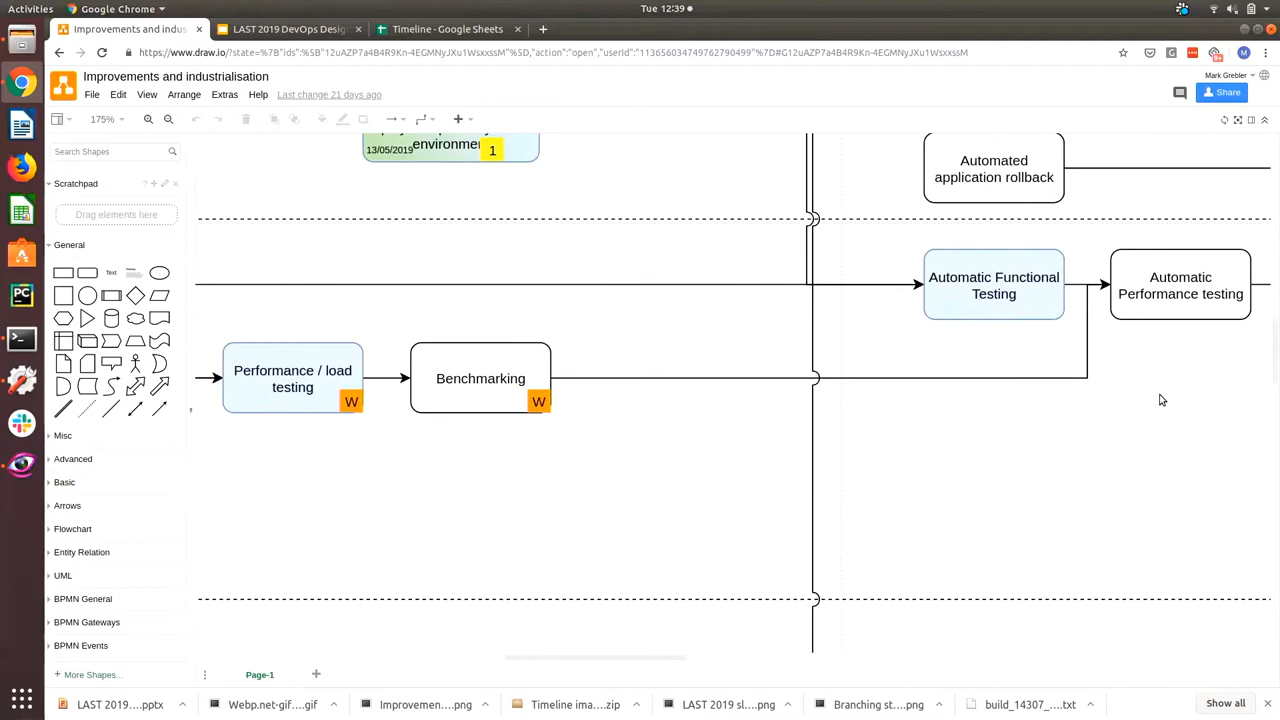 Activities
Google Chrome
Tue 12:39
Improvements and indus
LAST 2019 DevOps Desig
Timeline - Google Sheets
https://www.draw.io/?state=%7B"ids":%5B"12uAZP7a4B4R9Kn-4EGMNyJXu1WsxxsM"%5D,"action":"open","userId":"113656034749762790499"%7D#G12uAZP7a4B4R9Kn-4EGMNyJXu1WsxxsM
Improvements and industrialisation
Mark Grebler
File Edit View Arrange Extras Help Last change 21 days ago
Share
175%
Search Shapes
Scratchpad
Drag elements here
General
Text
Misc
Advanced
Basic
Arrows
Flowchart
Entity Relation
UML
BPMN General
BPMN Gateways
BPMN Events
More Shapes...
environmen
13/05/2019
1
Automated
application rollback
Automatic Functional
Testing
Automatic
Performance testing
Performance / load
testing
W
Benchmarking
W
Page-1
LAST 2019....pptx
Webp.net-gif....gif
Improvemen....png
Timeline ima....zip
LAST 2019 sl....png
Branching st....png
build_14307_....txt
Show all